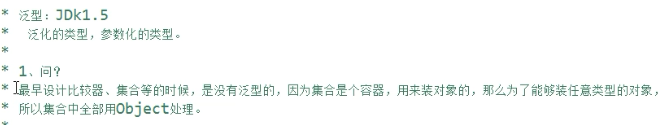 * 泛型：JDk1.5
* 泛化的类型，参数化的类型。
*
* 1、问？
* 最早设计比较器、集合等的时候，是没有泛型的，因为集合是个容器，用来装对象的，那么为了能够装任意类型的对象，
* 所以集合中全部用Object处理。
*